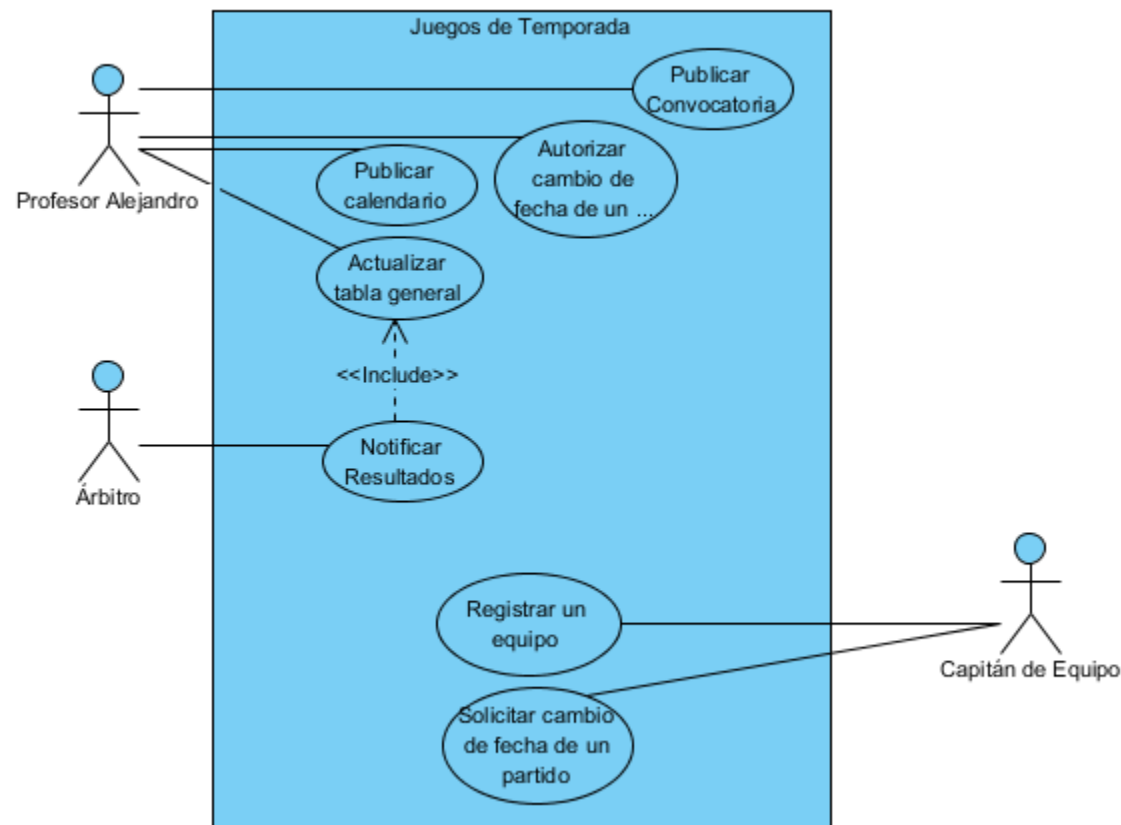 Juegos de Temporada
Publicar
Convocatoria
Autorizar
cambio de
fecha de un ...
Publicar
calendario
Profesor Alejandro
Actualizar
tabla general
<<Include>>
Notificar
Resultados
Árbitro
Registrar un
equipo
Capitán de Equipo
Solicitar cambio
de fecha de un
partido